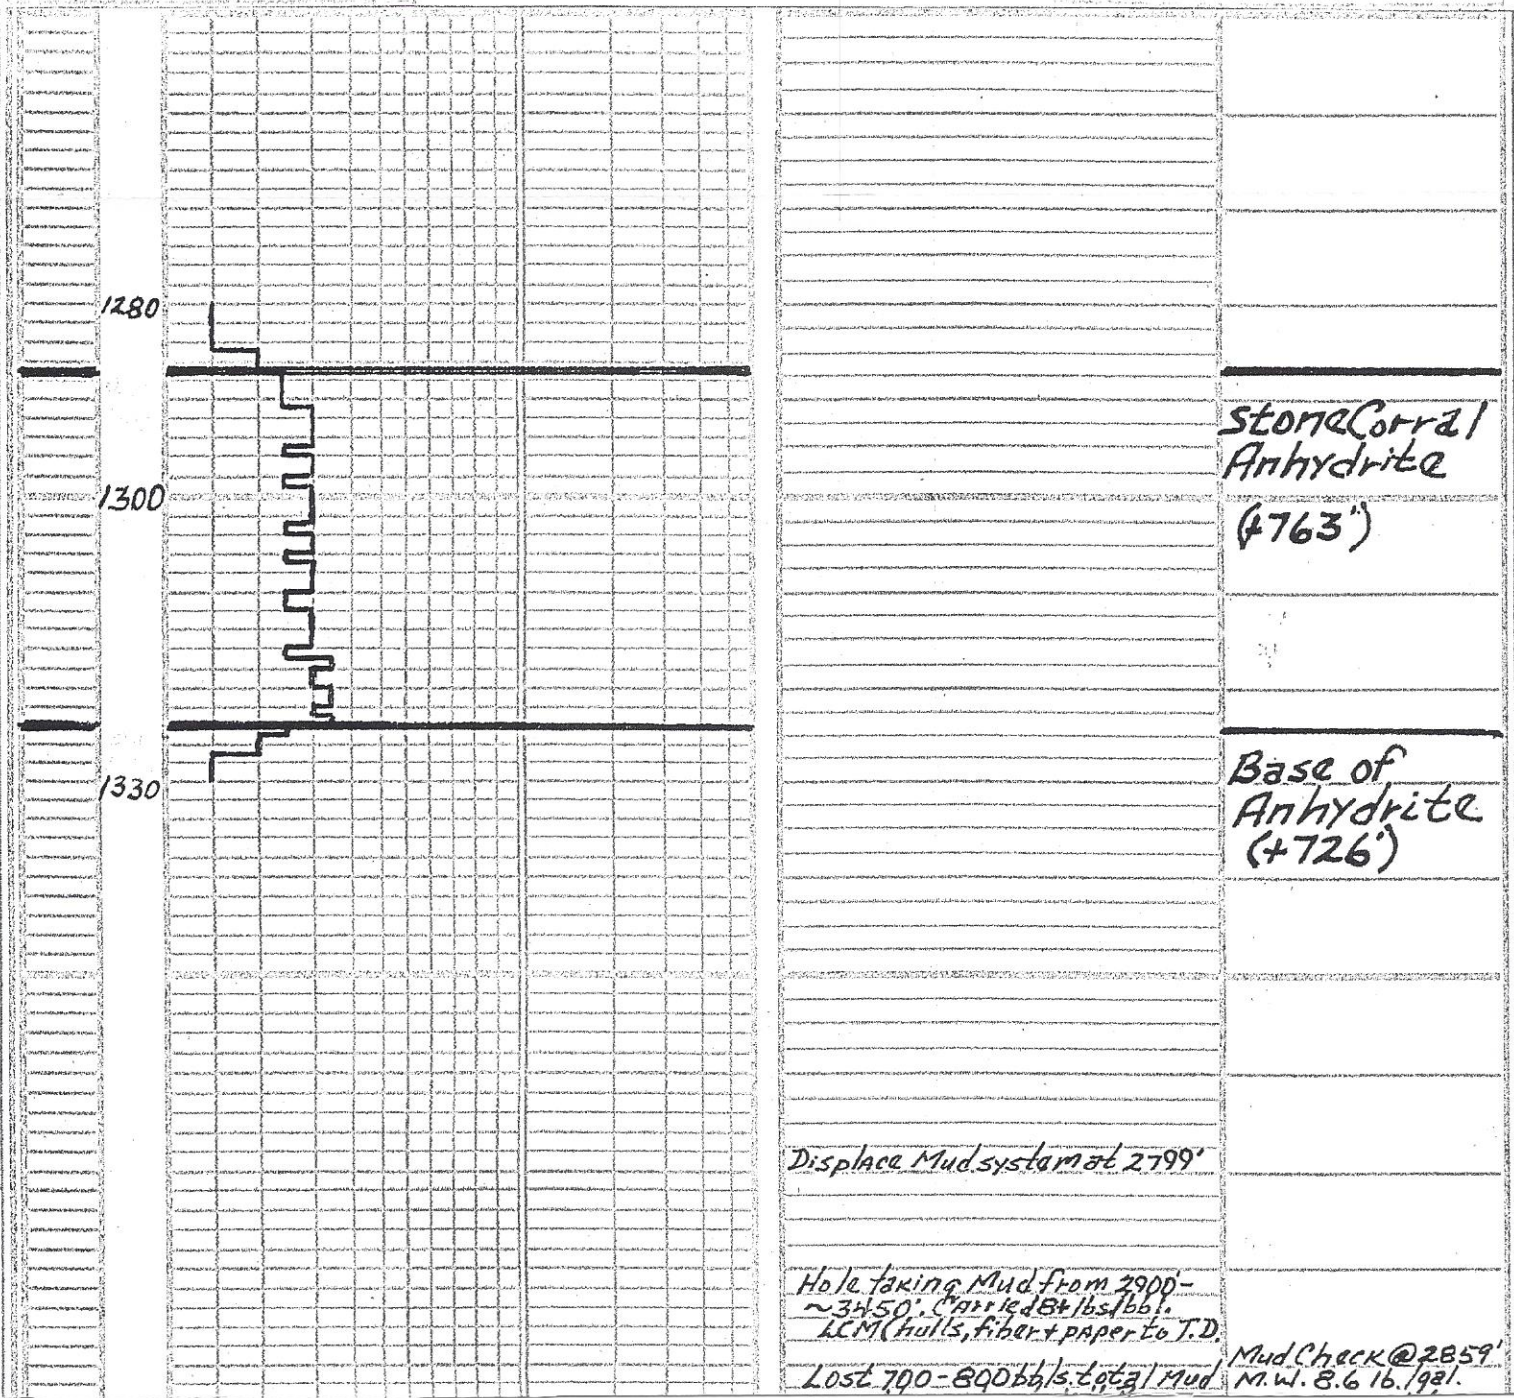 1280
Stone Corral
Anhydrite
1300
(+763')
Base of
1330
Anhydrite
(+726')
Displace Mud system at 2799'
Hole taking Mud from 2900'-
~3450'. Carried 8+ lbs/bbl.
LCM (hulls, fiber + paper to T.D.
Lost 700-800 bbls. total Mud
Mud Check @ 2859'
M.W. 8.6 lb./gal.